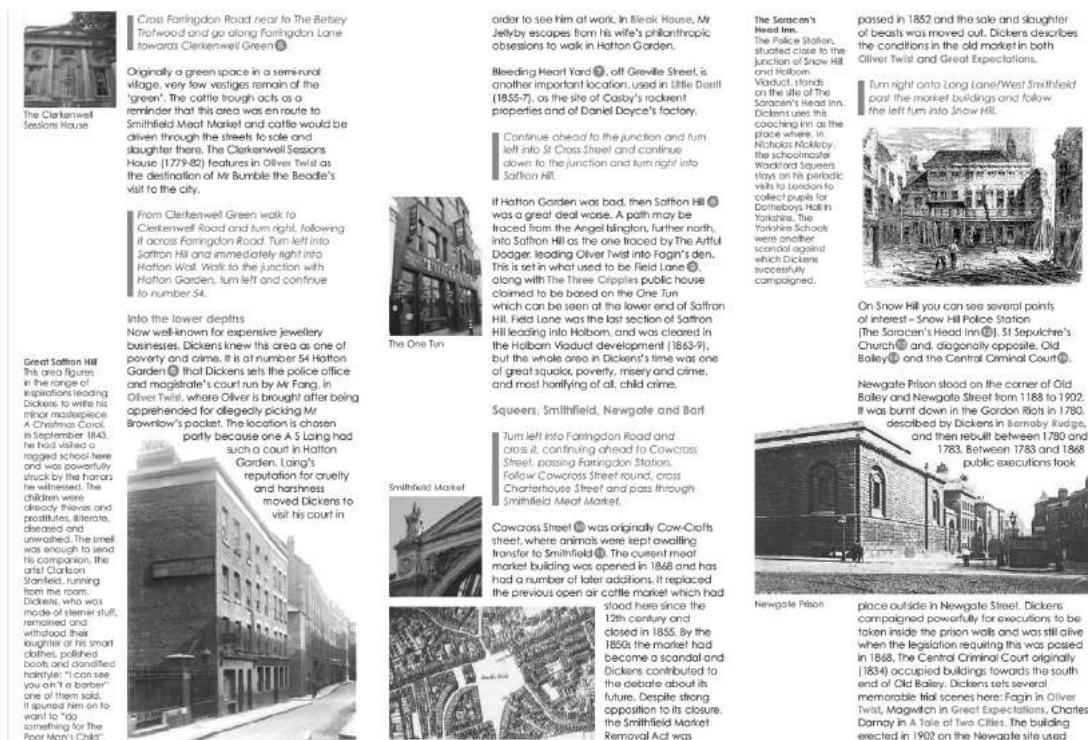 The Clerkenwell
Sessions House
Great Saffron Hill
This area figures
in the range of
inspirations leading
Dickens to write his
minor masterpiece
A Christmas Carol.
In September 1843,
he had visited a
ragged school here
and was powerfully
struck by the horrors
he witnessed. The
children were
already thieves and
prostitutes, illiterate,
diseased and
unwashed. The smell
was enough to send
his companion, the
artist Clarkson
Stanfield, running
from the room.
Dickens, who was
made of sterner stuff,
remained and
withstood their
laughter at his smart
clothes, polished
boots and dandified
hairstyle: "I can see
you ain't a barber"
one of them said.
It spurred him on to
want to "do
something for The
Poor Man's Child".
Cross Farringdon Road near to The Betsey
Trotwood and go along Farringdon Lane
towards Clerkenwell Green 5.
Originally a green space in a semi-rural
village, very few vestiges remain of the
'green'. The cattle trough acts as a
reminder that this area was en route to
Smithfield Meat Market and cattle would be
driven through the streets to sale and
slaughter there. The Clerkenwell Sessions
House (1779-82) features in Oliver Twist as
the destination of Mr Bumble the Beadle's
visit to the city.
From Clerkenwell Green walk to
Clerkenwell Road and turn right, following
it across Farringdon Road. Turn left into
Saffron Hill and immediately right into
Hatton Wall. Walk to the junction with
Hatton Garden, turn left and continue
to number 54.
Into the lower depths
Now well-known for expensive jewellery
businesses, Dickens knew this area as one of
poverty and crime. It is at number 54 Hatton
Garden 6 that Dickens sets the police office
and magistrate's court run by Mr Fang, in
Oliver Twist, where Oliver is brought after being
apprehended for allegedly picking Mr
Brownlow's pocket. The location is chosen
partly because one A S Laing had
such a court in Hatton
Garden. Laing's
reputation for cruelty
and harshness
moved Dickens to
visit his court in
order to see him at work. In Bleak House, Mr
Jellyby escapes from his wife's philanthropic
obsessions to walk in Hatton Garden.
Bleeding Heart Yard 7, off Greville Street, is
another important location, used in Little Dorrit
(1855-7), as the site of Casby's rackrent
properties and of Daniel Doyce's factory.
Continue ahead to the junction and turn
left into St Cross Street and continue
down to the junction and turn right into
Saffron Hill.
If Hatton Garden was bad, then Saffron Hill 8
was a great deal worse. A path may be
traced from the Angel Islington, further north,
into Saffron Hill as the one traced by The Artful
Dodger, leading Oliver Twist into Fagin's den.
This is set in what used to be Field Lane 9,
along with The Three Cripples public house
claimed to be based on the One Tun
which can be seen at the lower end of Saffron
Hill. Field Lane was the last section of Saffron
Hill leading into Holborn, and was cleared in
the Holborn Viaduct development (1863-9),
but the whole area in Dickens's time was one
of great squalor, poverty, misery and crime,
and most horrifying of all, child crime.
The One Tun
Squeers, Smithfield, Newgate and Bart
Turn left into Farringdon Road and
cross it, continuing ahead to Cowcross
Street, passing Farringdon Station.
Follow Cowcross Street round, cross
Charterhouse Street and pass through
Smithfield Meat Market.
Smithfield Market
Cowcross Street 10 was originally Cow-Crofts
street, where animals were kept awaiting
transfer to Smithfield 11. The current meat
market building was opened in 1868 and has
had a number of later additions. It replaced
the previous open air cattle market which had
stood here since the
12th century and
closed in 1855. By the
1850s the market had
become a scandal and
Dickens contributed to
the debate about its
future. Despite strong
opposition to its closure,
the Smithfield Market
Removal Act was
The Saracen's
Head Inn.
The Police Station,
situated close to the
junction of Snow Hill
and Holborn
Viaduct, stands
on the site of The
Saracen's Head Inn.
Dickens uses this
coaching inn as the
place where, in
Nicholas Nickleby,
the schoolmaster
Wackford Squeers
stays on his periodic
visits to London to
collect pupils for
Dotheboys Hall in
Yorkshire. The
Yorkshire Schools
were another
scandal against
which Dickens
successfully
campaigned.
passed in 1852 and the sale and slaughter
of beasts was moved out. Dickens describes
the conditions in the old market in both
Oliver Twist and Great Expectations.
Turn right onto Long Lane/West Smithfield
past the market buildings and follow
the left turn into Snow Hill.
On Snow Hill you can see several points
of interest – Snow Hill Police Station
(The Saracen's Head Inn 12), St Sepulchre's
Church 13 and, diagonally opposite, Old
Bailey 14 and the Central Criminal Court 15.
Newgate Prison stood on the corner of Old
Bailey and Newgate Street from 1188 to 1902.
It was burnt down in the Gordon Riots in 1780,
described by Dickens in Barnaby Rudge,
and then rebuilt between 1780 and
1783. Between 1783 and 1868
public executions took
Newgate Prison
place outside in Newgate Street. Dickens
campaigned powerfully for executions to be
taken inside the prison walls and was still alive
when the legislation requiring this was passed
in 1868. The Central Criminal Court originally
(1834) occupied buildings towards the south
end of Old Bailey. Dickens sets several
memorable trial scenes here: Fagin in Oliver
Twist, Magwitch in Great Expectations, Charles
Darnay in A Tale of Two Cities. The building
erected in 1902 on the Newgate site used